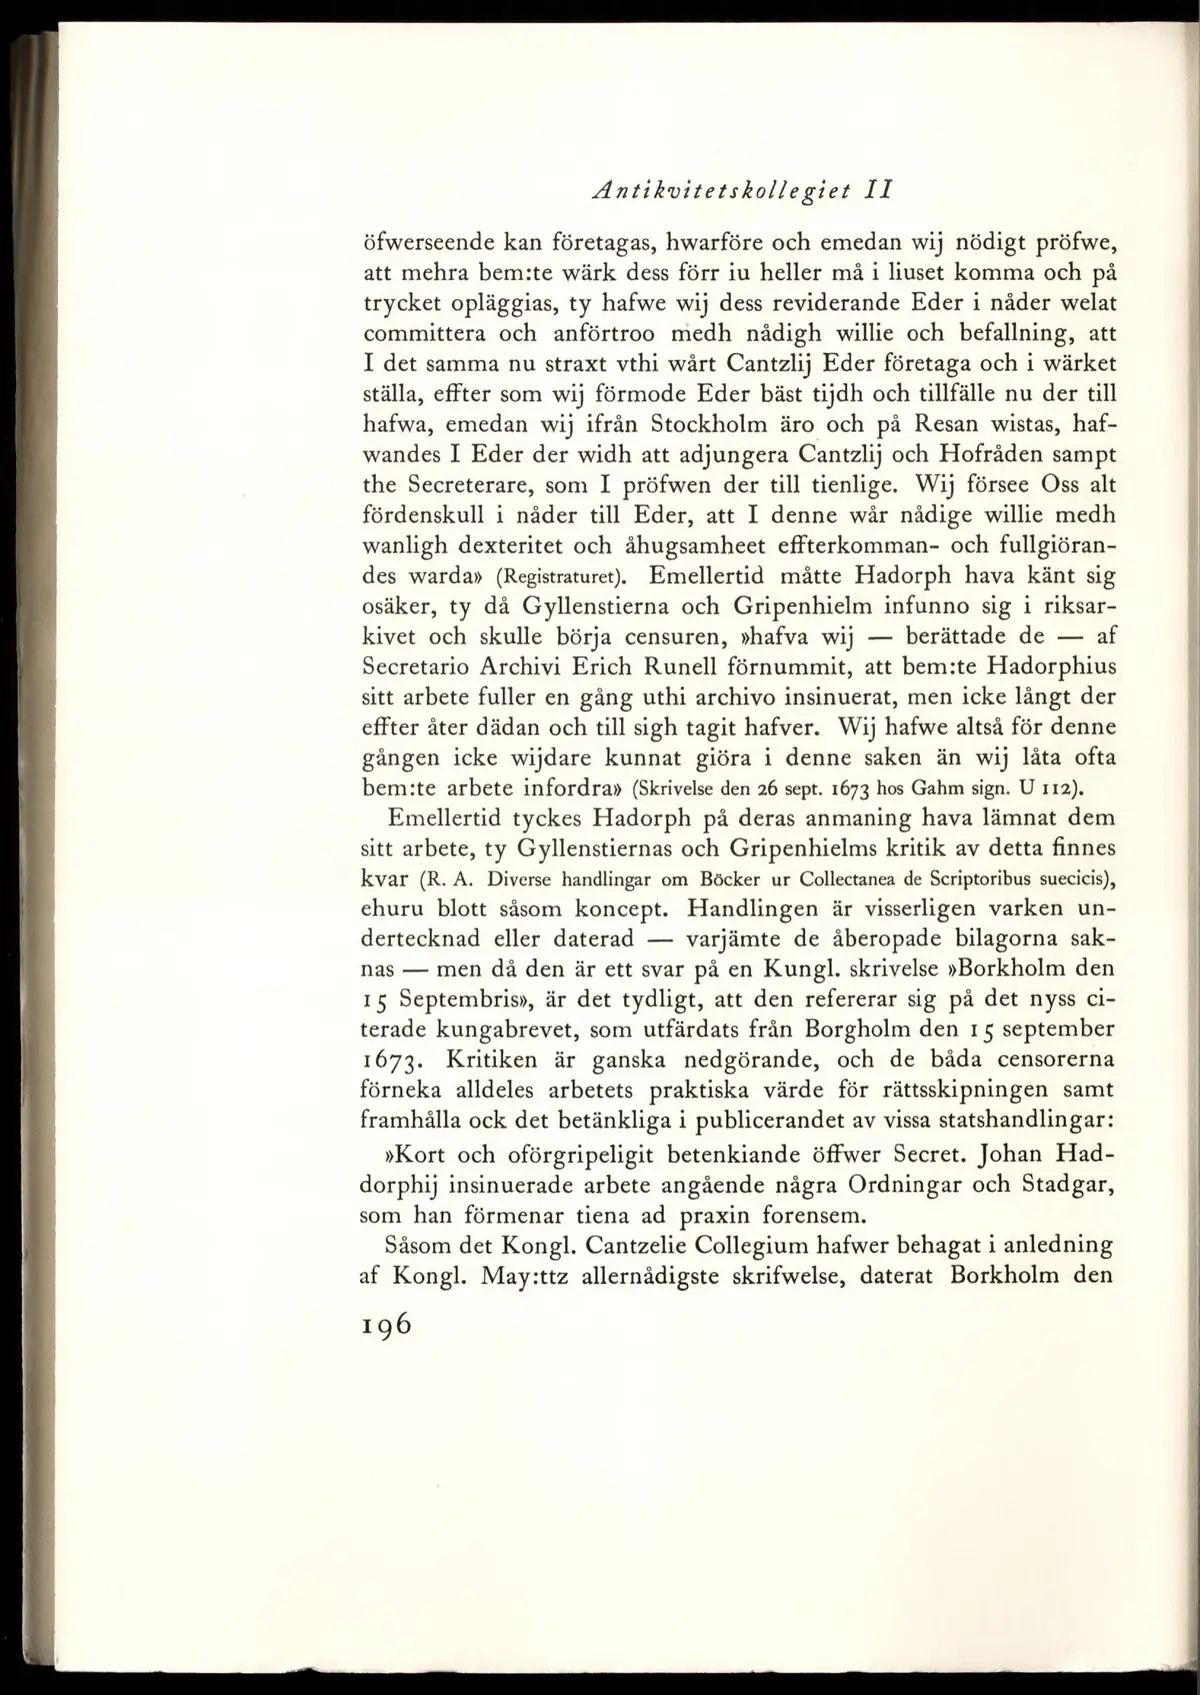 Antikvitetskollegiet II
öfwerseende kan företagas, hwarföre och emedan wij nödigt pröfwe,
att mehra bem:te wärk dess förr iu heller må i liuset komma och på
trycket opläggias, ty hafwe wij dess reviderande Eder i nåder welat
committera och anförtroo medh nådigh willie och befallning, att
I det samma nu straxt vthi wårt Cantzlij Eder företaga och i wärket
ställa, effter som wij förmode Eder bäst tijdh och tillfälle nu der till
hafwa, emedan wij ifrån Stockholm äro och på Resan wistas, haf-
wandes I Eder der widh att adjungera Cantzlij och Hofråden sampt
the Secreterare, som I pröfwen der till tienlige. Wij försee Oss alt
fördenskull i nåder till Eder, att I denne wår nådige willie medh
wanligh dexteritet och åhugsamheet effterkomman- och fullgiöran-
des warda» (Registraturet). Emellertid måtte Hadorph hava känt sig
osäker, ty då Gyllenstierna och Gripenhielm infunno sig i riksar-
kivet och skulle börja censuren, »hafva wij — berättade de — af
Secretario Archivi Erich Runell förnummit, att bem:te Hadorphius
sitt arbete fuller en gång uthi archivo insinuerat, men icke långt der
effter åter dädan och till sigh tagit hafver. Wij hafwe altså för denne
gången icke wijdare kunnat giöra i denne saken än wij låta ofta
bem:te arbete infordra» (Skrivelse den 26 sept. 1673 hos Gahm sign. U 112).
Emellertid tyckes Hadorph på deras anmaning hava lämnat dem
sitt arbete, ty Gyllenstiernas och Gripenhielms kritik av detta finnes
kvar (R. A. Diverse handlingar om Böcker ur Collectanea de Scriptoribus suecicis),
ehuru blott såsom koncept. Handlingen är visserligen varken un-
dertecknad eller daterad — varjämte de åberopade bilagorna sak-
nas — men då den är ett svar på en Kungl. skrivelse »Borkholm den
15 Septembris», är det tydligt, att den refererar sig på det nyss ci-
terade kungabrevet, som utfärdats från Borgholm den 15 september
1673. Kritiken är ganska nedgörande, och de båda censorerna
förneka alldeles arbetets praktiska värde för rättsskipningen samt
framhålla ock det betänkliga i publicerandet av vissa statshandlingar:
»Kort och oförgripeligit betenkiande öffwer Secret. Johan Had-
dorphij insinuerade arbete angående några Ordningar och Stadgar,
som han förmenar tiena ad praxin forensem.
Såsom det Kongl. Cantzelie Collegium hafwer behagat i anledning
af Kongl. May:ttz allernådigste skrifwelse, daterat Borkholm den
196